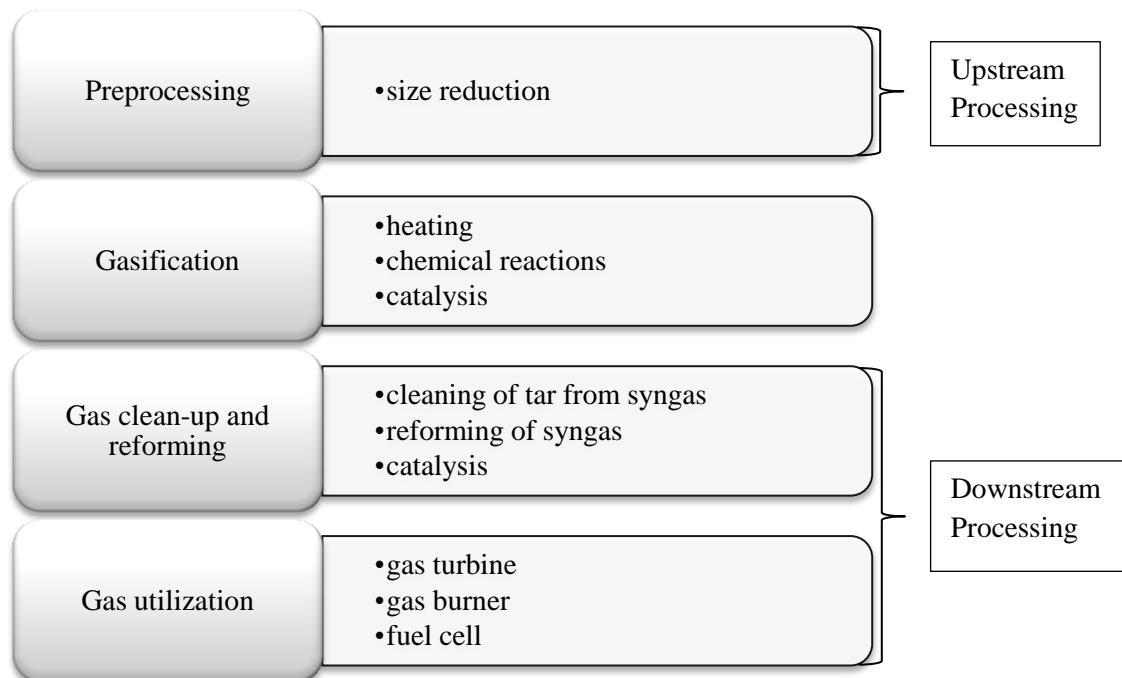 Preprocessing
•size reduction
Upstream
Processing
Gasification
•heating
•chemical reactions
•catalysis
Gas clean-up and
reforming
•cleaning of tar from syngas
•reforming of syngas
•catalysis
Downstream
Processing
Gas utilization
•gas turbine
•gas burner
•fuel cell